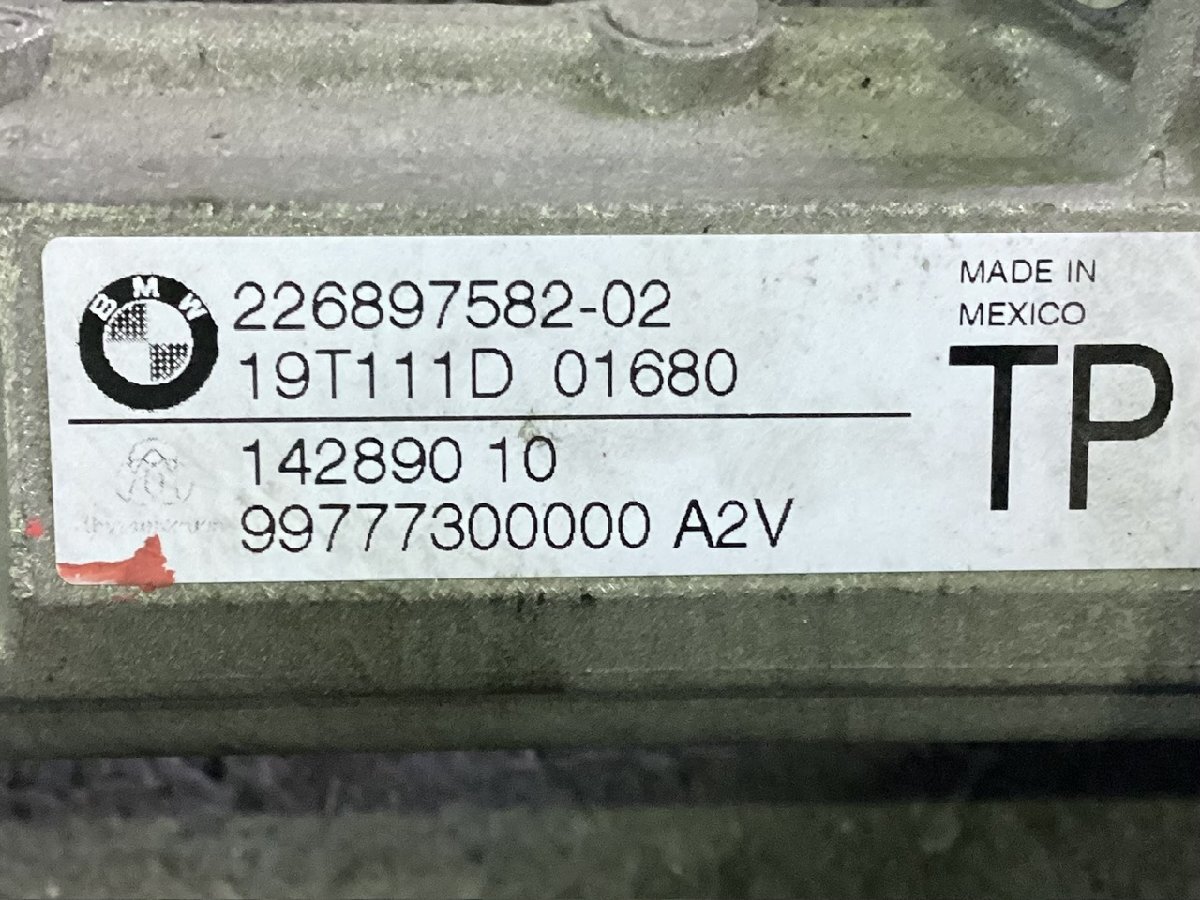 BMW
226897582-02
19T111D 01680
142890 10
99777300000 A2V
MADE IN
MEXICO
TP